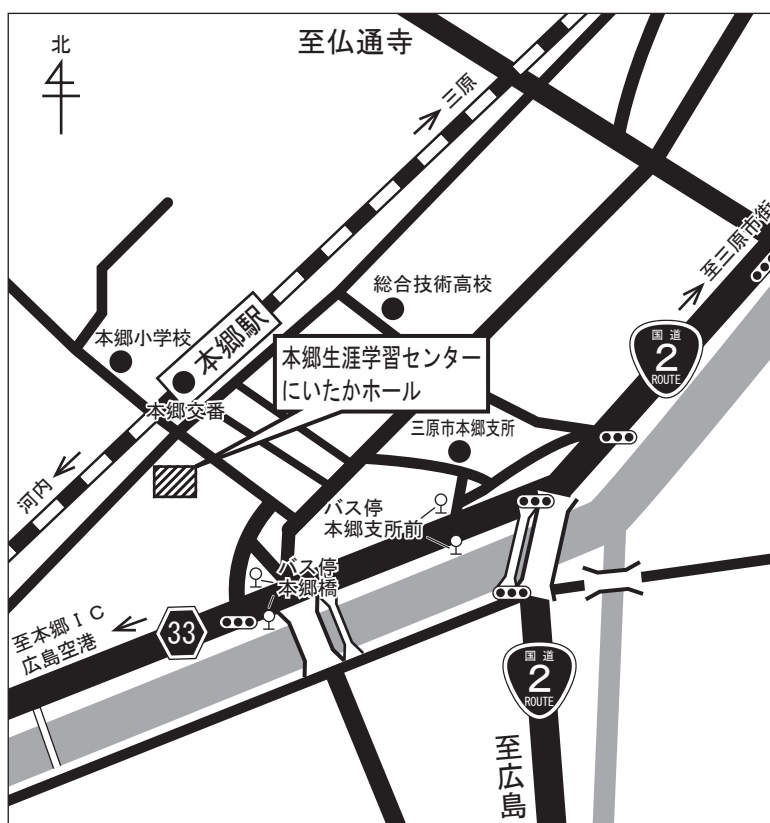 北
至仏通寺
三原
至三原市街
総合技術高校
本郷小学校
本郷駅
本郷生涯学習センター
にいたかホール
国道
2
ROUTE
本郷交番
三原市本郷支所
河内
バス停
本郷支所前
バス停
本郷橋
至本郷ＩＣ
広島空港
33
国道
2
ROUTE
至広島